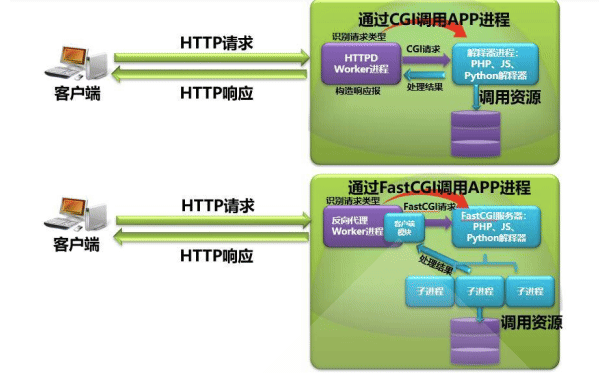 通过CGI调用APP进程
识别请求类型
HTTP请求
CGI请求
HTTPD
Worker进程
解释器进程:
PHP、JS、
Python解释器
客户端
HTTP响应
构造响应报
处理结果
调用资源
通过FastCGI调用APP进程
识别请求类型
FastCGI请求
HTTP请求
反向代理
Worker进程
客户端
模块
FastCGI服务器:
PHP、JS、
Python解释器
客户端
HTTP响应
处理结果
子进程
子进程
子进程
调用资源